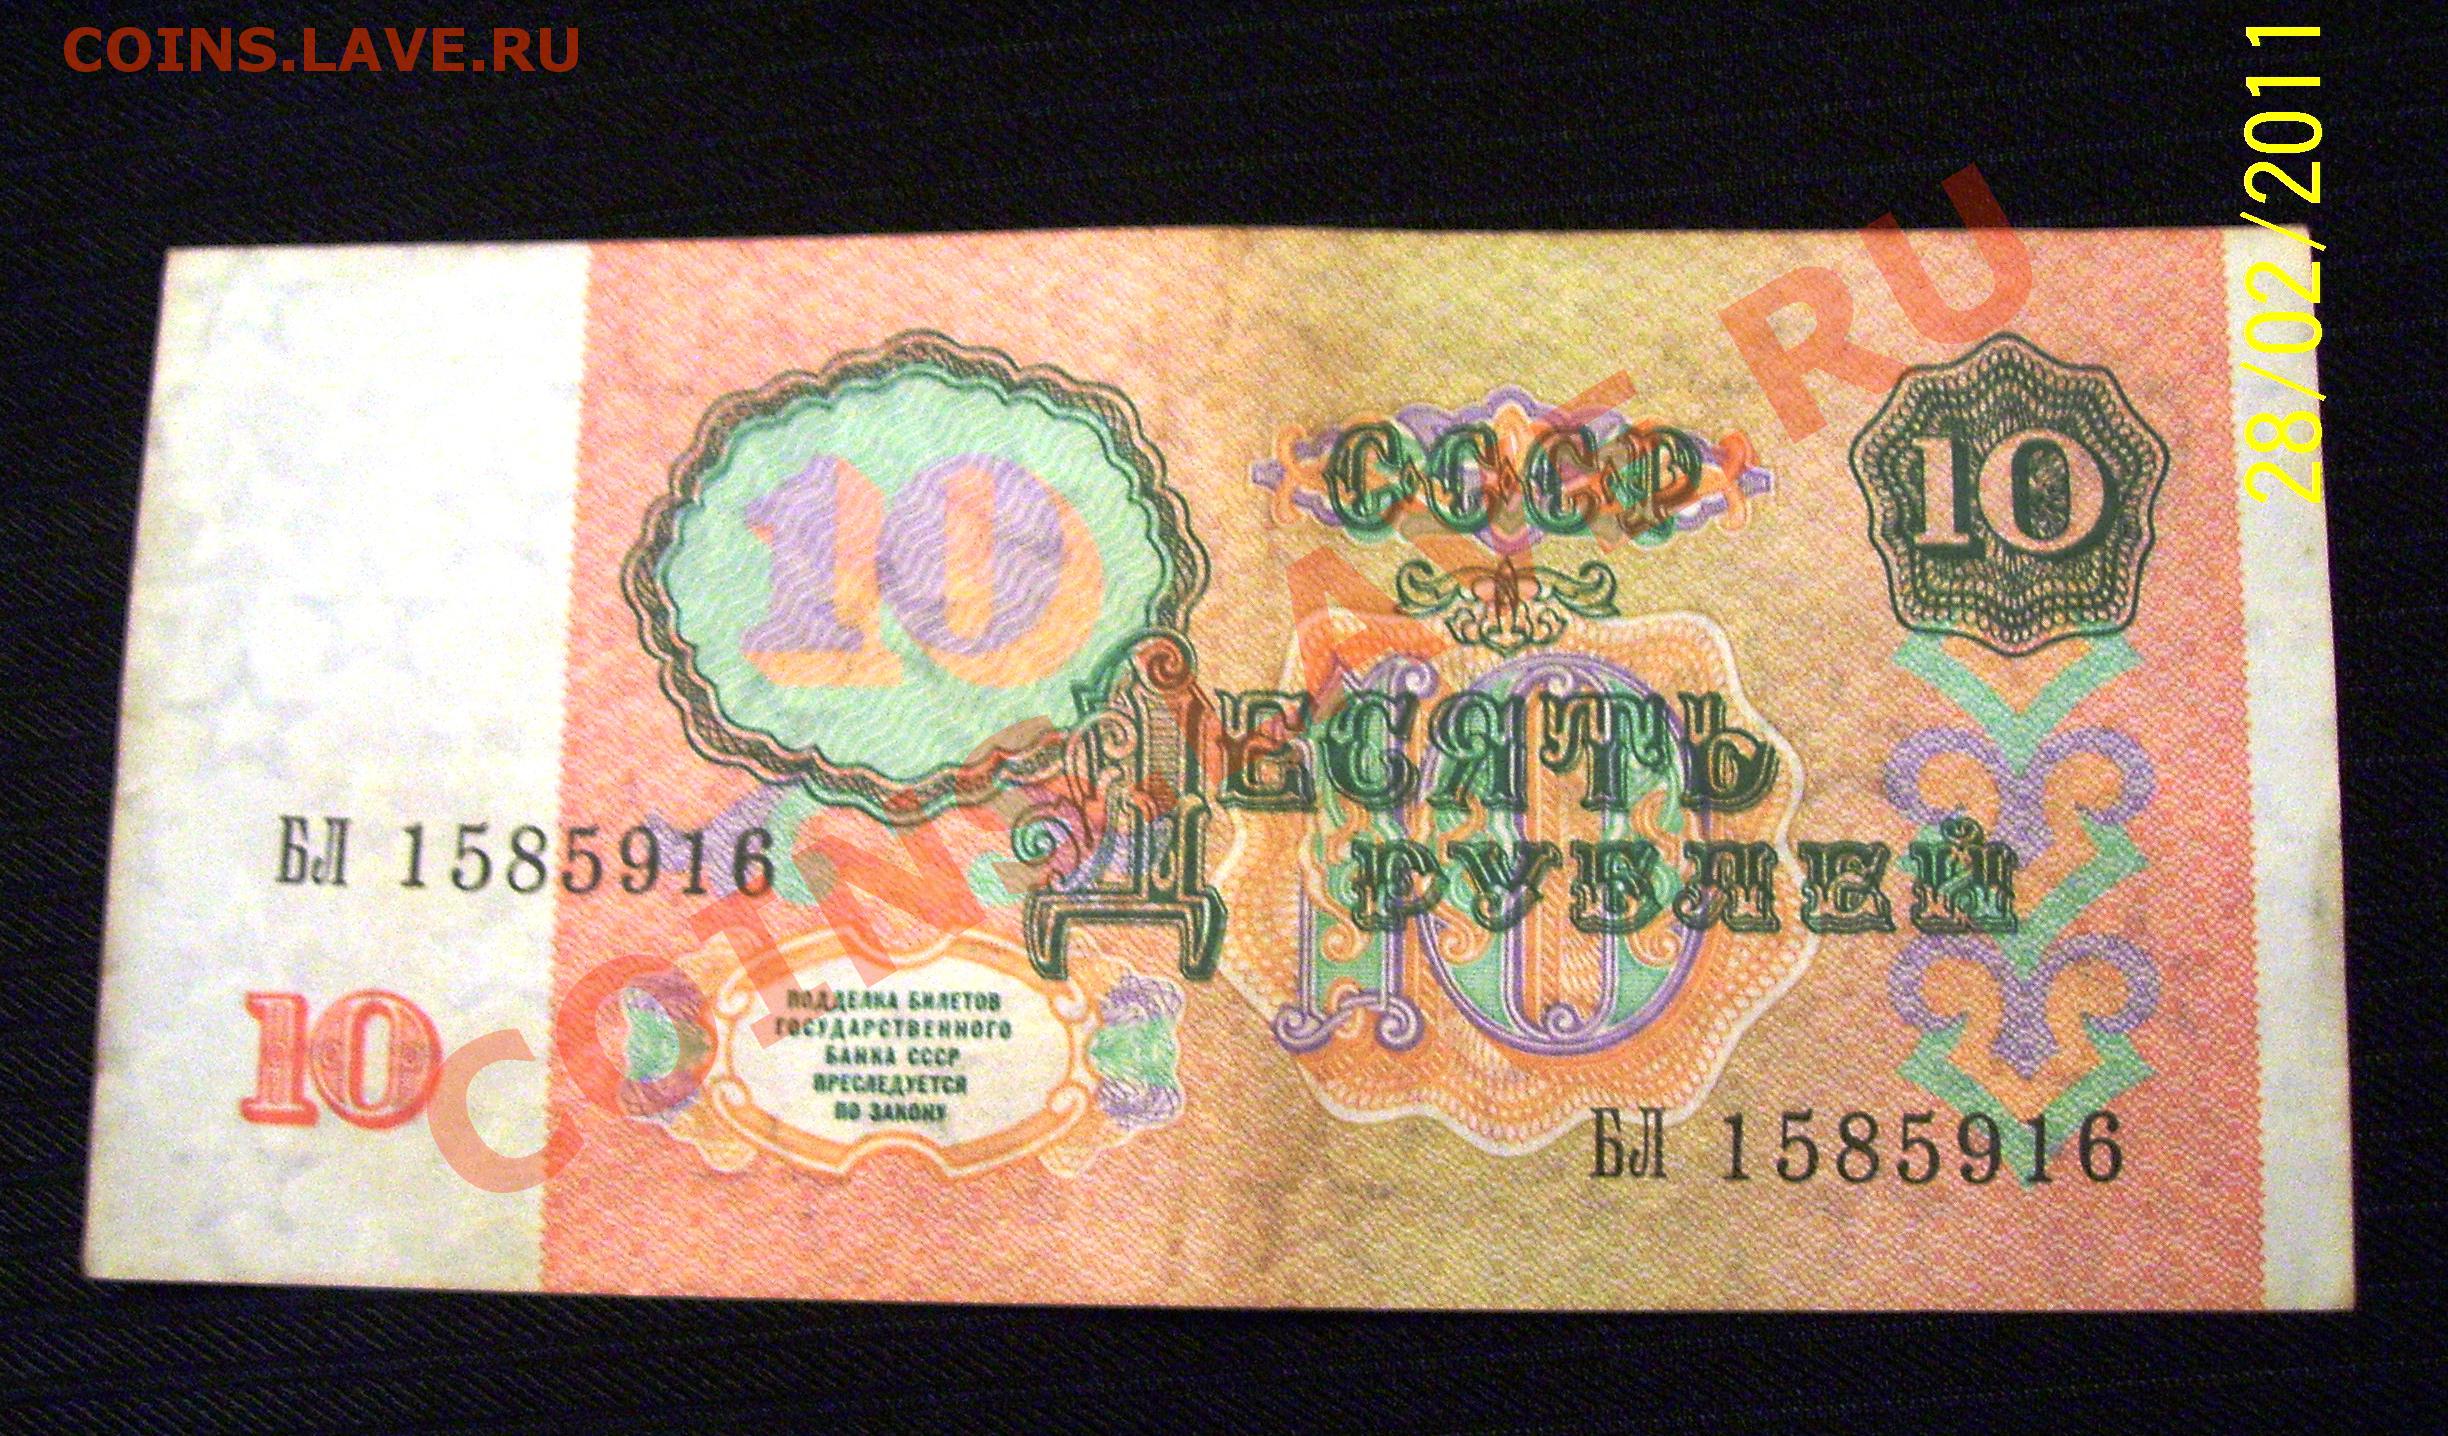 COINS.LAVE.RU
28/02/2011
10
С·С·С·Р
10
ДЕСЯТЬ
РУБЛЕЙ
10
БЛ 1585916
10
ПОДДЕЛКА БИЛЕТОВ
ГОСУДАРСТВЕННОГО
БАНКА СССР
ПРЕСЛЕДУЕТСЯ
ПО ЗАКОНУ
БЛ 1585916
COINS.LAVE.RU